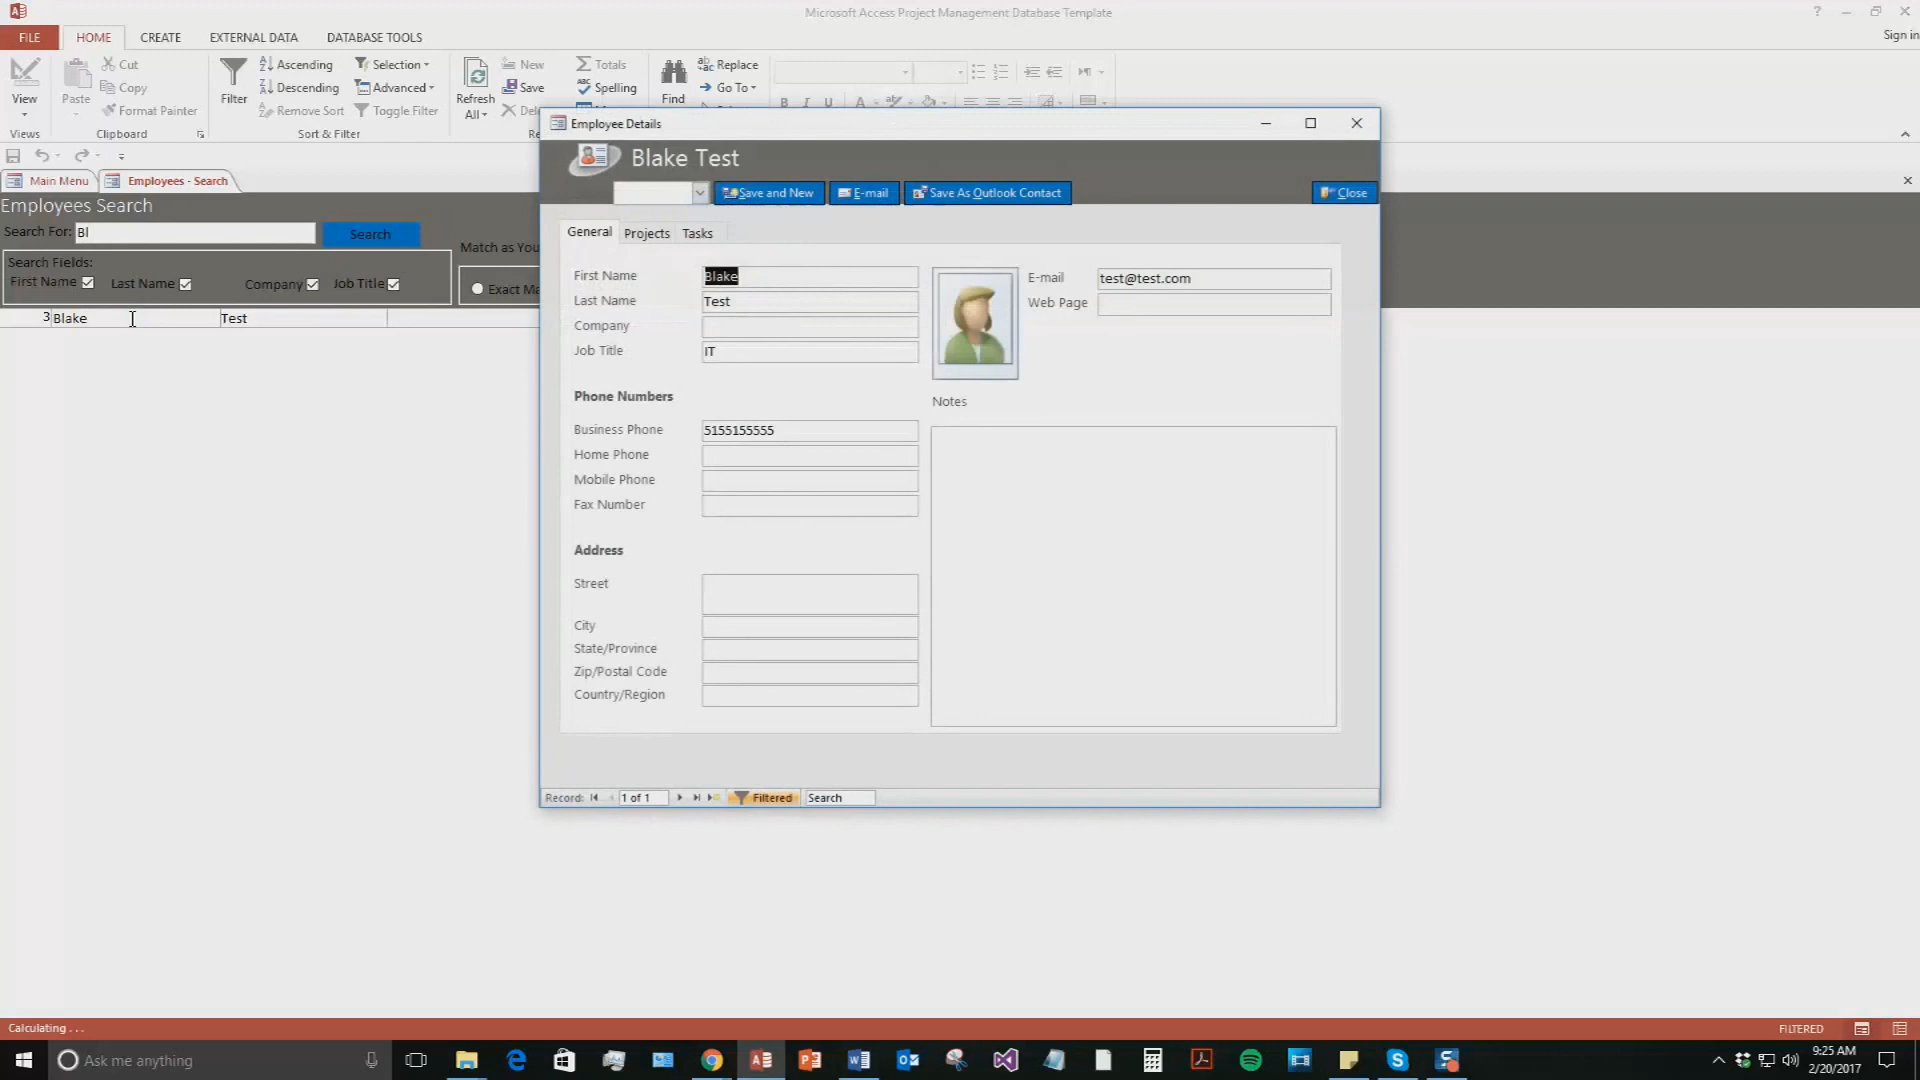 Microsoft Access Project Management Database Template
FILE HOME CREATE EXTERNAL DATA DATABASE TOOLS Sign in
View Paste Cut Copy Format Painter
Filter Ascending Descending Remove Sort Selection Advanced Toggle Filter
Refresh All New Save Totals Spelling
Find Replace Go To
B I U A
Views Clipboard Sort & Filter
Main Menu Employees - Search
Employees Search
Search For: Bl Search
Match as You
Search Fields:
First Name Last Name Company Job Title
3 Blake Test
Employee Details
Blake Test
Save and New E-mail Save As Outlook Contact Close
General Projects Tasks
First Name Blake
Last Name Test
Company
Job Title IT
E-mail test@test.com
Web Page
Phone Numbers
Notes
Business Phone 5155155555
Home Phone
Mobile Phone
Fax Number
Address
Street
City
State/Province
Zip/Postal Code
Country/Region
Record: 1 of 1 Filtered Search
Calculating . . . FILTERED
Ask me anything
9:25 AM
2/20/2017